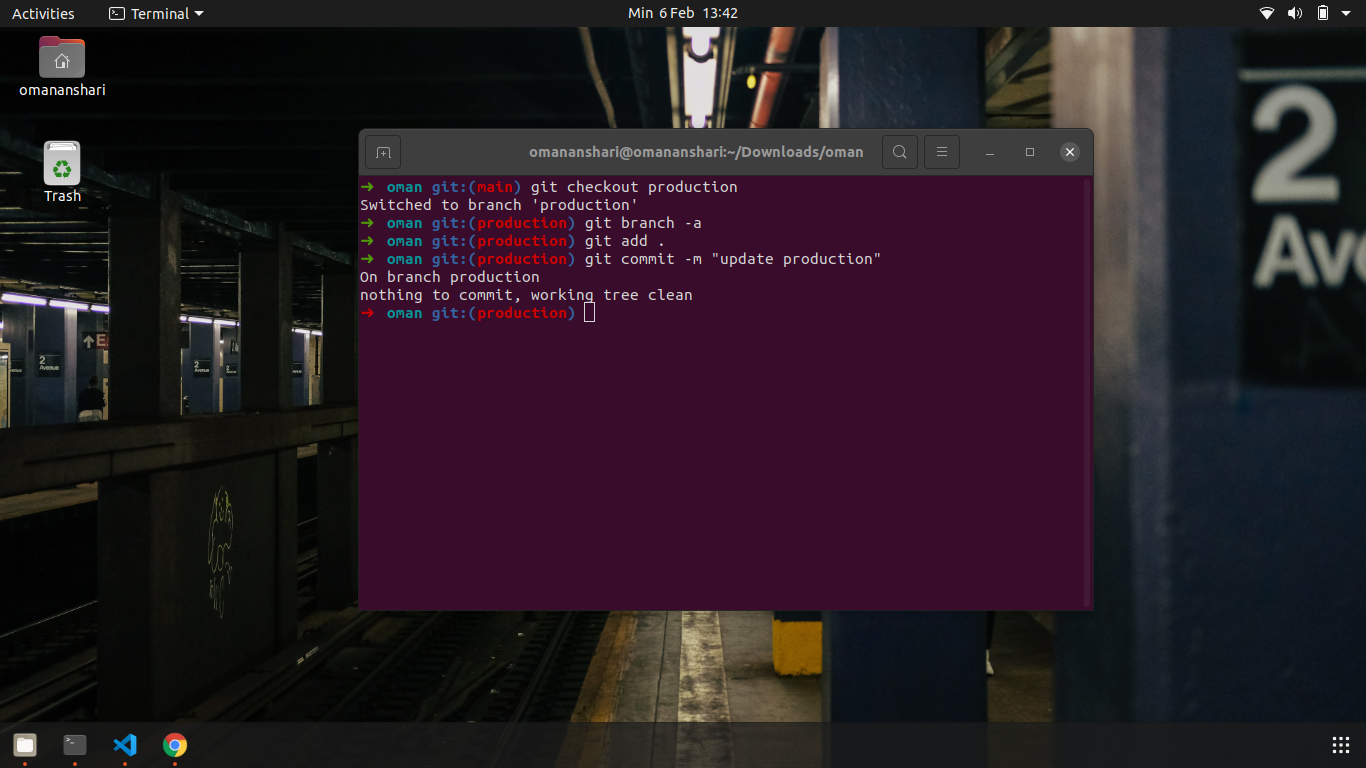 Activities
Terminal
Min 6 Feb 13:42
omananshari
Trash
omananshari@omananshari:~/Downloads/oman
➜ oman git:(main) git checkout production
Switched to branch 'production'
➜ oman git:(production) git branch -a
➜ oman git:(production) git add .
➜ oman git:(production) git commit -m "update production"
On branch production
nothing to commit, working tree clean
➜ oman git:(production)
2
Ave
2
Avenue
2
Avenue
2